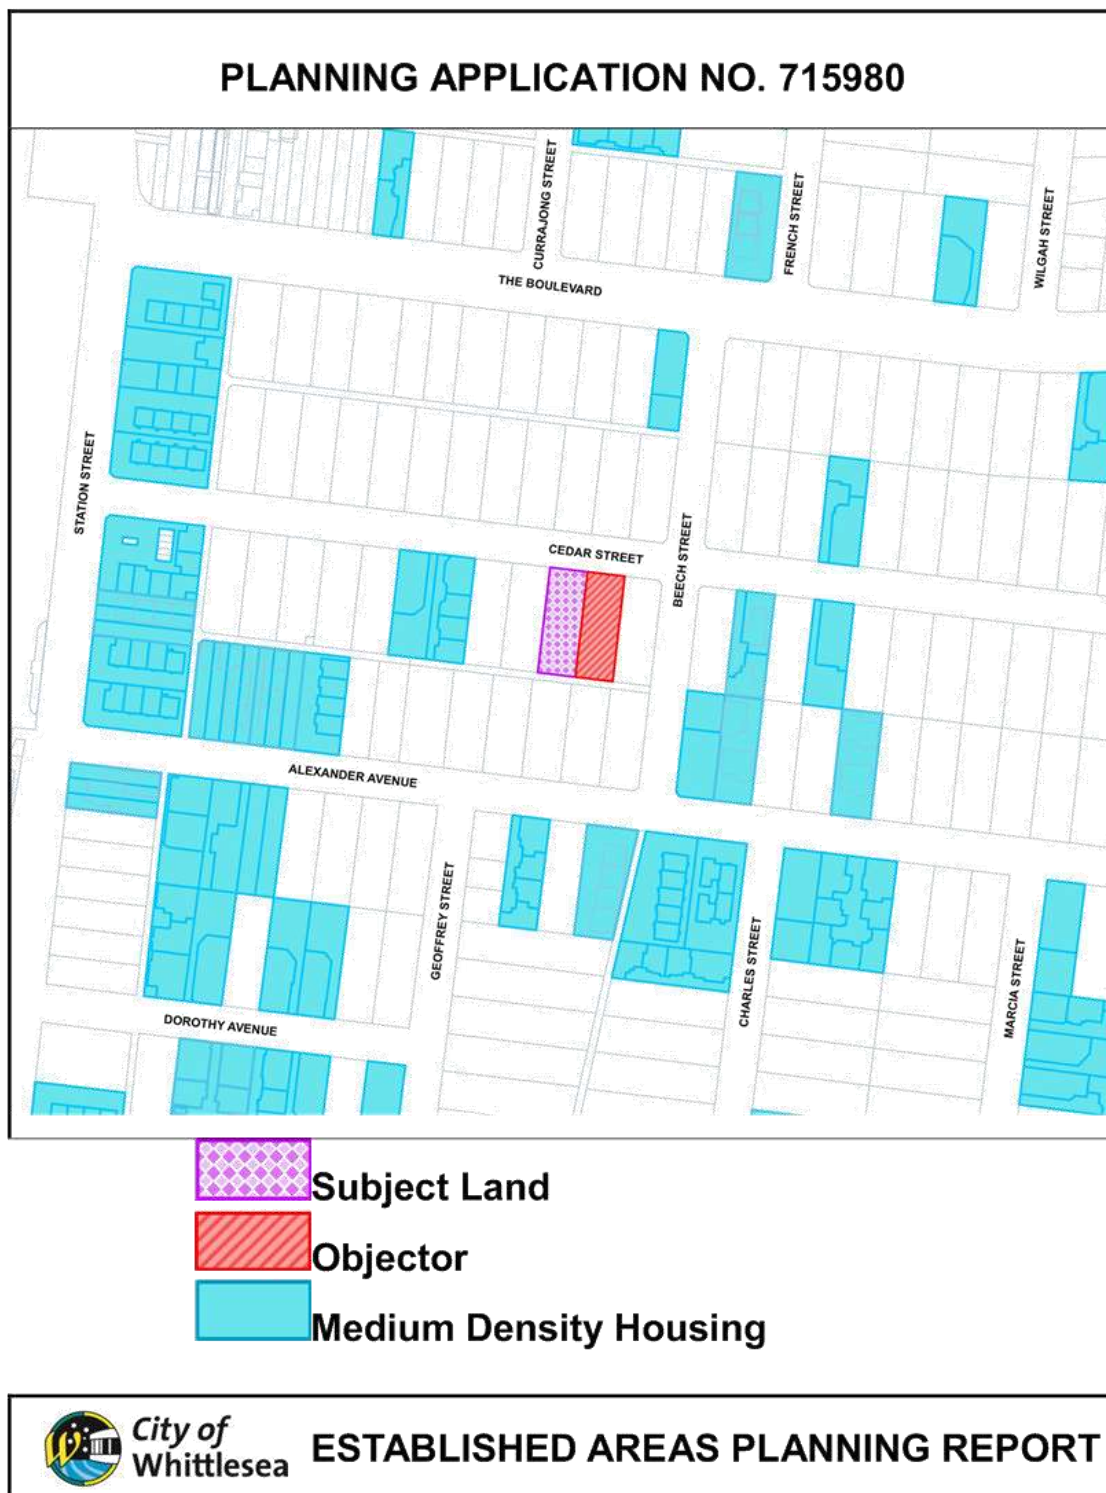 PLANNING APPLICATION NO. 715980
CURRAJONG STREET
FRENCH STREET
WILGAH STREET
THE BOULEVARD
STATION STREET
CEDAR STREET
BEECH STREET
ALEXANDER AVENUE
GEOFFREY STREET
CHARLES STREET
MARCIA STREET
DOROTHY AVENUE
Subject Land
Objector
Medium Density Housing
City of
Whittlesea
ESTABLISHED AREAS PLANNING REPORT